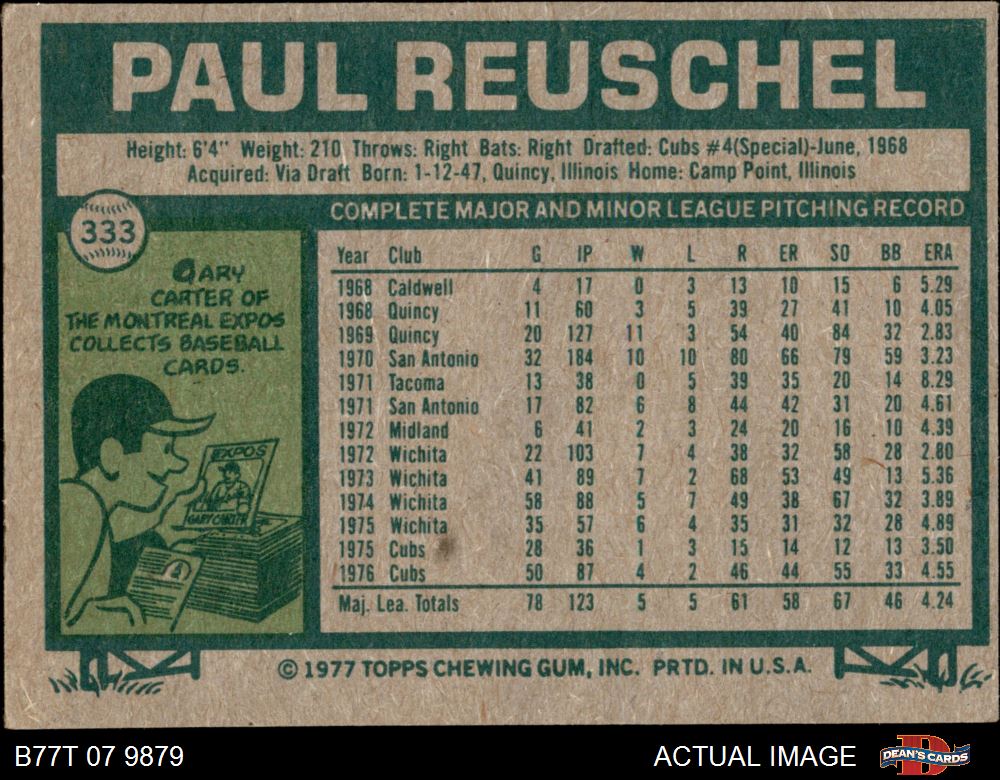 PAUL REUSCHEL
Height: 6'4" Weight: 210 Throws: Right Bats: Right Drafted: Cubs #4(Special)-June, 1968
Acquired: Via Draft Born: 1-12-47, Quincy, Illinois Home: Camp Point, Illinois
333
COMPLETE MAJOR AND MINOR LEAGUE PITCHING RECORD
GARY
CARTER OF
THE MONTREAL EXPOS
COLLECTS BASEBALL
CARDS.
EXPOS
GARY CARTER
Year Club G IP W L R ER SO BB ERA
1968 Caldwell 4 17 0 3 13 10 15 6 5.29
1968 Quincy 11 60 3 5 39 27 41 10 4.05
1969 Quincy 20 127 11 3 54 40 84 32 2.83
1970 San Antonio 32 184 10 10 80 66 79 59 3.23
1971 Tacoma 13 38 0 5 39 35 20 14 8.29
1971 San Antonio 17 82 6 8 44 42 31 20 4.61
1972 Midland 6 41 2 3 24 20 16 10 4.39
1972 Wichita 22 103 7 4 38 32 58 28 2.80
1973 Wichita 41 89 7 2 68 53 49 13 5.36
1974 Wichita 58 88 5 7 49 38 67 32 3.89
1975 Wichita 35 57 6 4 35 31 32 28 4.89
1975 Cubs 28 36 1 3 15 14 12 13 3.50
1976 Cubs 50 87 4 2 46 44 55 33 4.55
Maj. Lea. Totals 78 123 5 5 61 58 67 46 4.24
© 1977 TOPPS CHEWING GUM, INC. PRTD. IN U.S.A.
B77T 07 9879
ACTUAL IMAGE
DEAN'S CARDS